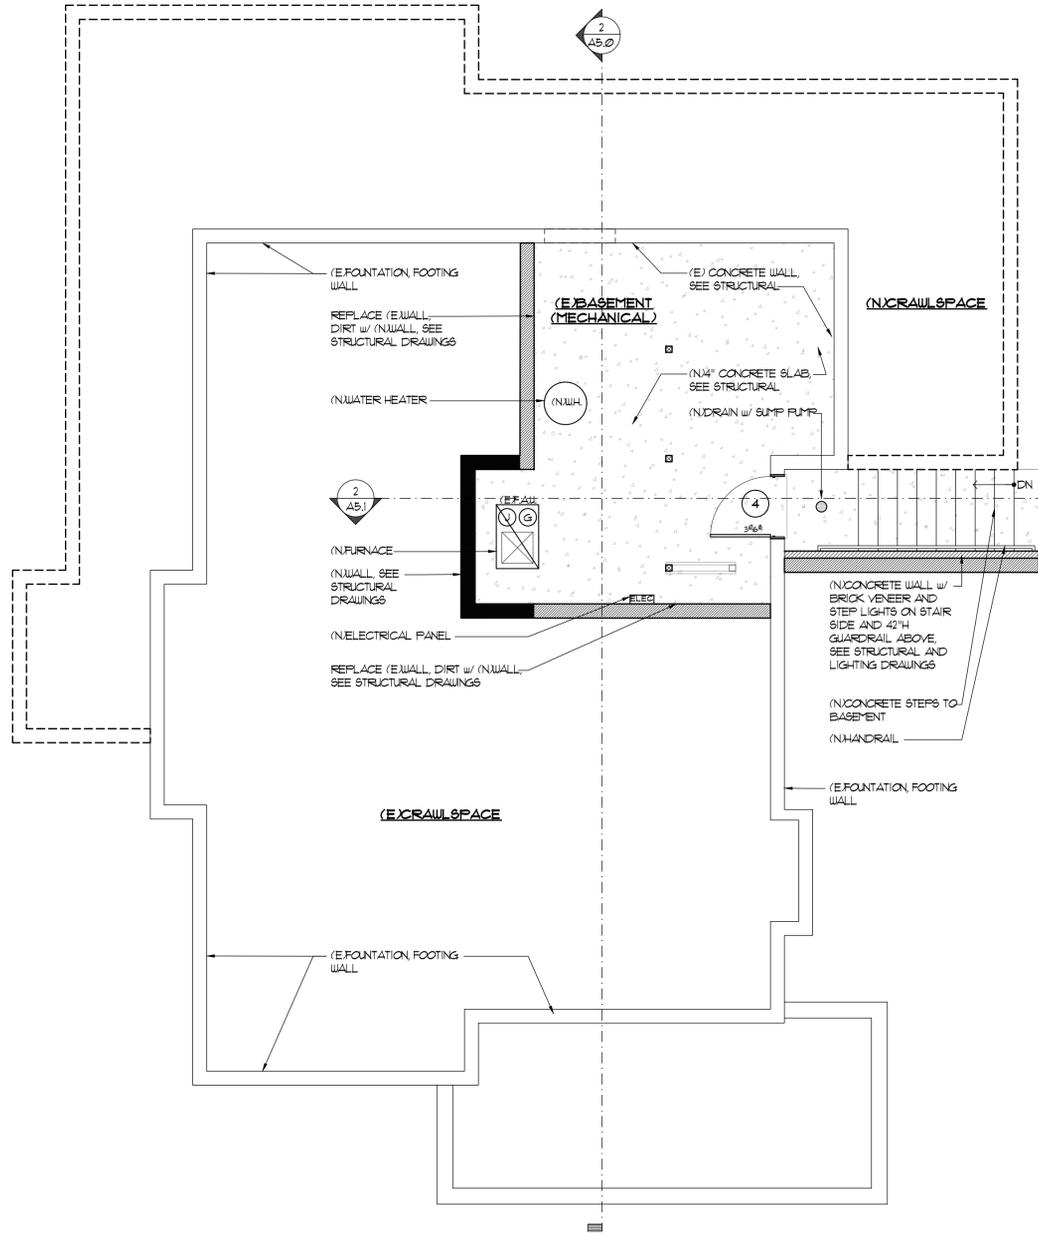 2
A5.0
(E)FOUNTATION, FOOTING
WALL
(E) CONCRETE WALL,
SEE STRUCTURAL
(E)BASEMENT
(MECHANICAL)
(N)CRAWLSPACE
REPLACE (E)WALL,
DIRT w/ (N)WALL, SEE
STRUCTURAL DRAWINGS
(N)4" CONCRETE SLAB,
SEE STRUCTURAL
(N)WATER HEATER
(N)W.H.
(N)DRAIN w/ SUMP PUMP
2
A5.1
(E)F.A.U.
G
4
DN
(N)FURNACE
(N)WALL, SEE
STRUCTURAL
DRAWINGS
ELEC
(N)ELECTRICAL PANEL
REPLACE (E)WALL, DIRT w/ (N)WALL,
SEE STRUCTURAL DRAWINGS
(N)CONCRETE WALL w/
BRICK VENEER AND
STEP LIGHTS ON STAIR
SIDE AND 42"H
GUARDRAIL ABOVE,
SEE STRUCTURAL AND
LIGHTING DRAWINGS
(N)CONCRETE STEPS TO
BASEMENT
(N)HANDRAIL
(E)FOUNTATION, FOOTING
WALL
(E)CRAWLSPACE
(E)FOUNTATION, FOOTING
WALL